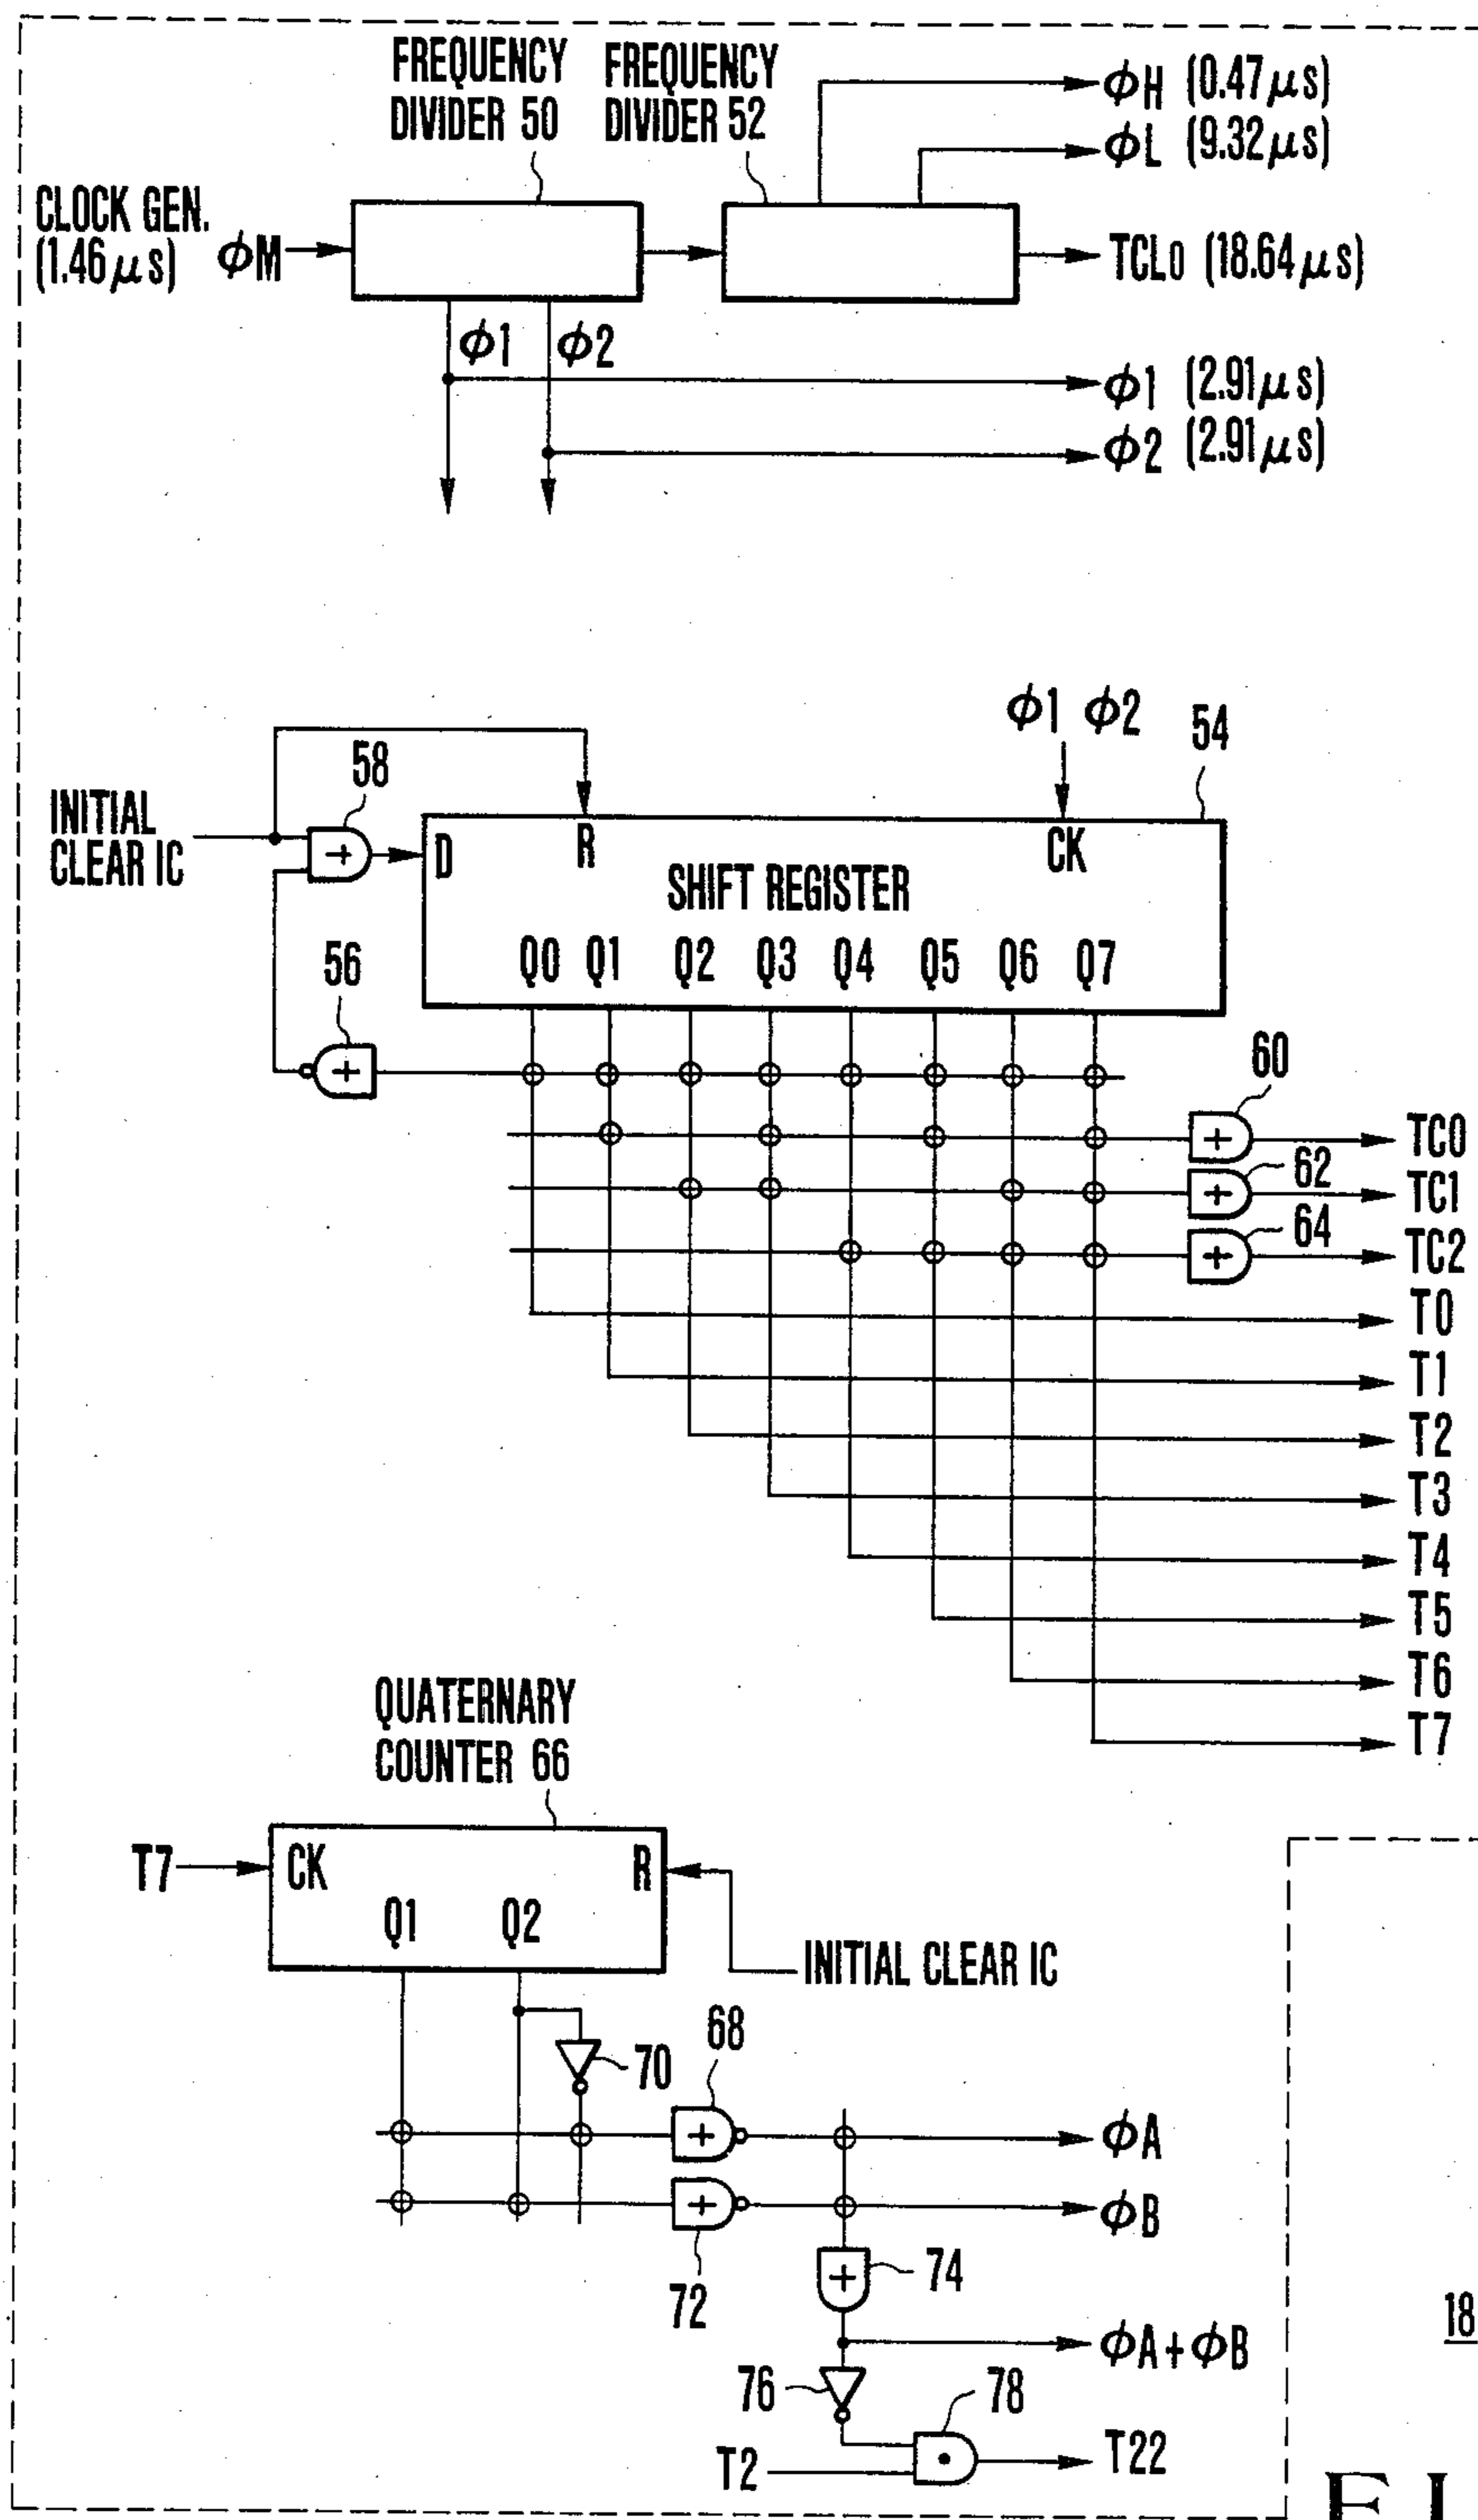 FREQUENCY
DIVIDER 50
FREQUENCY
DIVIDER 52
ϕH (0.47μs)
ϕL (9.32μs)
CLOCK GEN.
(1.46μs) ϕM
TCL0 (18.64μs)
ϕ1 ϕ2
ϕ1 (2.91μs)
ϕ2 (2.91μs)
ϕ1 ϕ2
54
58
INITIAL
CLEAR IC
+
D
R
CK
SHIFT REGISTER
Q0 Q1 Q2 Q3 Q4 Q5 Q6 Q7
56
+
60
+
TC0
62
+
TC1
64
+
TC2
T0
T1
T2
T3
T4
T5
T6
T7
QUATERNARY
COUNTER 66
T7
CK
R
Q1 Q2
INITIAL CLEAR IC
68
70
+
ϕA
+
ϕB
72
74
+
ϕA+ϕB
18
76
78
T2
T22
FI